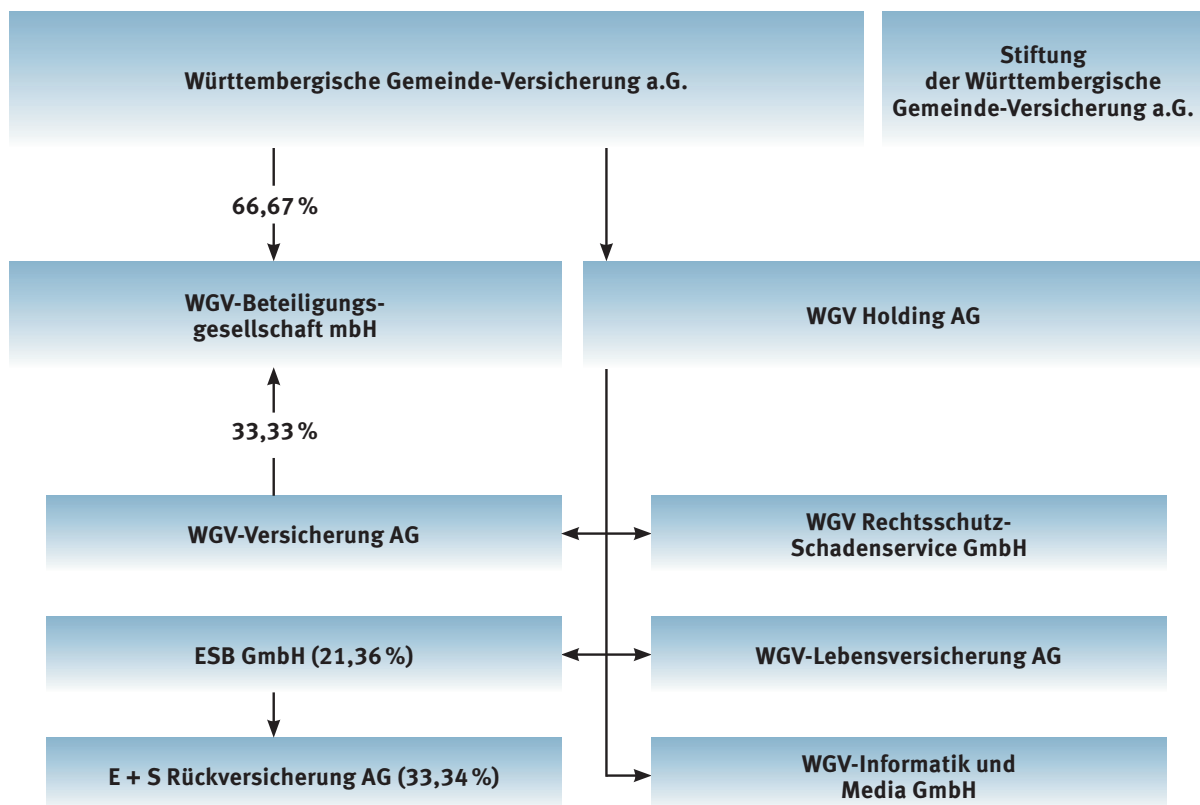 Württembergische Gemeinde-Versicherung a.G.
Stiftung
der Württembergische
Gemeinde-Versicherung a.G.
66,67 %
WGV-Beteiligungs-
gesellschaft mbH
WGV Holding AG
33,33 %
WGV-Versicherung AG
WGV Rechtsschutz-
Schadenservice GmbH
ESB GmbH (21,36 %)
WGV-Lebensversicherung AG
E + S Rückversicherung AG (33,34 %)
WGV-Informatik und
Media GmbH